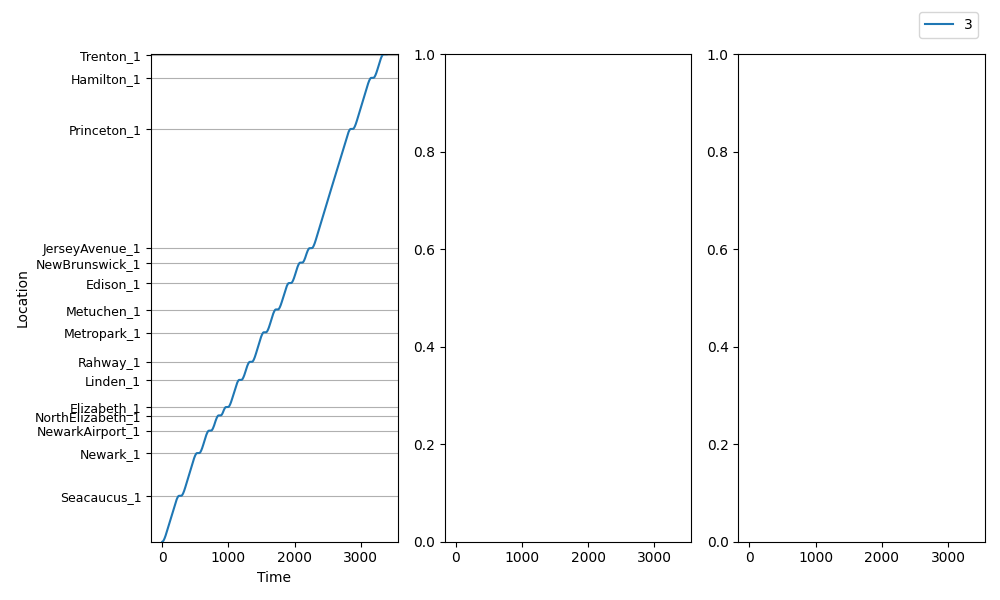 3
Trenton_1
Hamilton_1
Princeton_1
JerseyAvenue_1
NewBrunswick_1
Edison_1
Metuchen_1
Metropark_1
Rahway_1
Linden_1
Elizabeth_1
NorthElizabeth_1
NewarkAirport_1
Newark_1
Seacaucus_1
Location
0 1000 2000 3000
Time
1.0
0.8
0.6
0.4
0.2
0.0
0 1000 2000 3000
1.0
0.8
0.6
0.4
0.2
0.0
0 1000 2000 3000